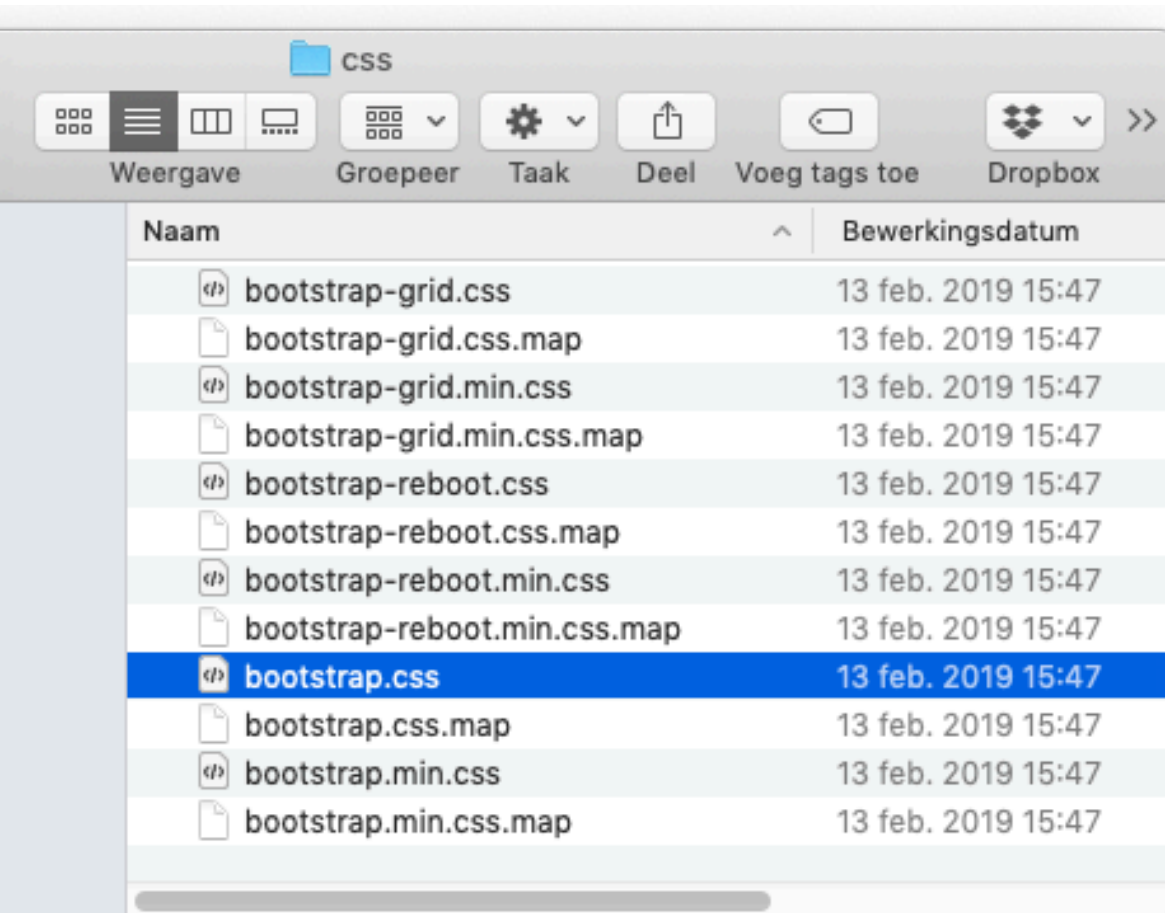 css
Weergave Groepeer Taak Deel Voeg tags toe Dropbox
Naam Bewerkingsdatum
bootstrap-grid.css 13 feb. 2019 15:47
bootstrap-grid.css.map 13 feb. 2019 15:47
bootstrap-grid.min.css 13 feb. 2019 15:47
bootstrap-grid.min.css.map 13 feb. 2019 15:47
bootstrap-reboot.css 13 feb. 2019 15:47
bootstrap-reboot.css.map 13 feb. 2019 15:47
bootstrap-reboot.min.css 13 feb. 2019 15:47
bootstrap-reboot.min.css.map 13 feb. 2019 15:47
bootstrap.css 13 feb. 2019 15:47
bootstrap.css.map 13 feb. 2019 15:47
bootstrap.min.css 13 feb. 2019 15:47
bootstrap.min.css.map 13 feb. 2019 15:47